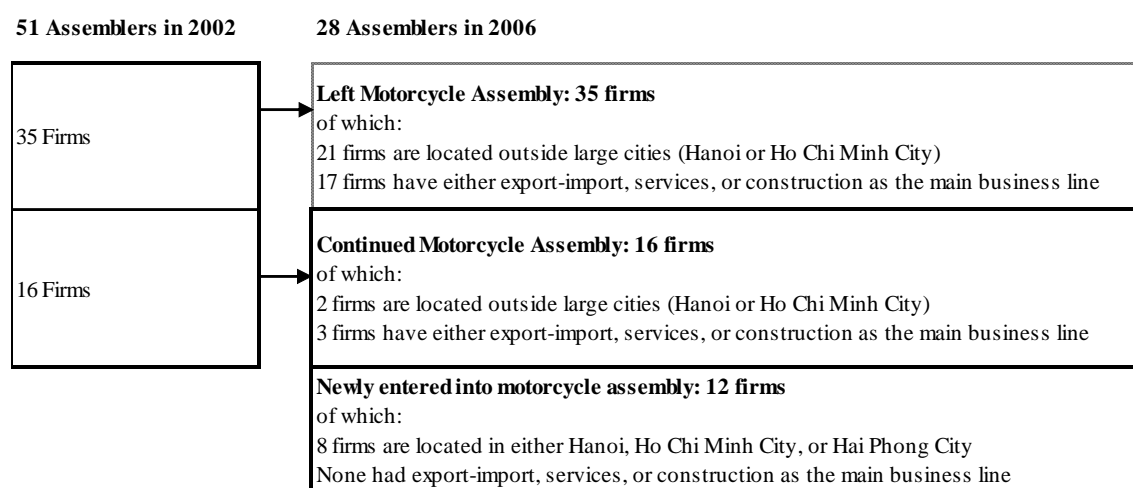 51 Assemblers in 2002
28 Assemblers in 2006
35 Firms
Left Motorcycle Assembly: 35 firms
of which:
21 firms are located outside large cities (Hanoi or Ho Chi Minh City)
17 firms have either export-import, services, or construction as the main business line
16 Firms
Continued Motorcycle Assembly: 16 firms
of which:
2 firms are located outside large cities (Hanoi or Ho Chi Minh City)
3 firms have either export-import, services, or construction as the main business line
Newly entered into motorcycle assembly: 12 firms
of which:
8 firms are located in either Hanoi, Ho Chi Minh City, or Hai Phong City
None had export-import, services, or construction as the main business line